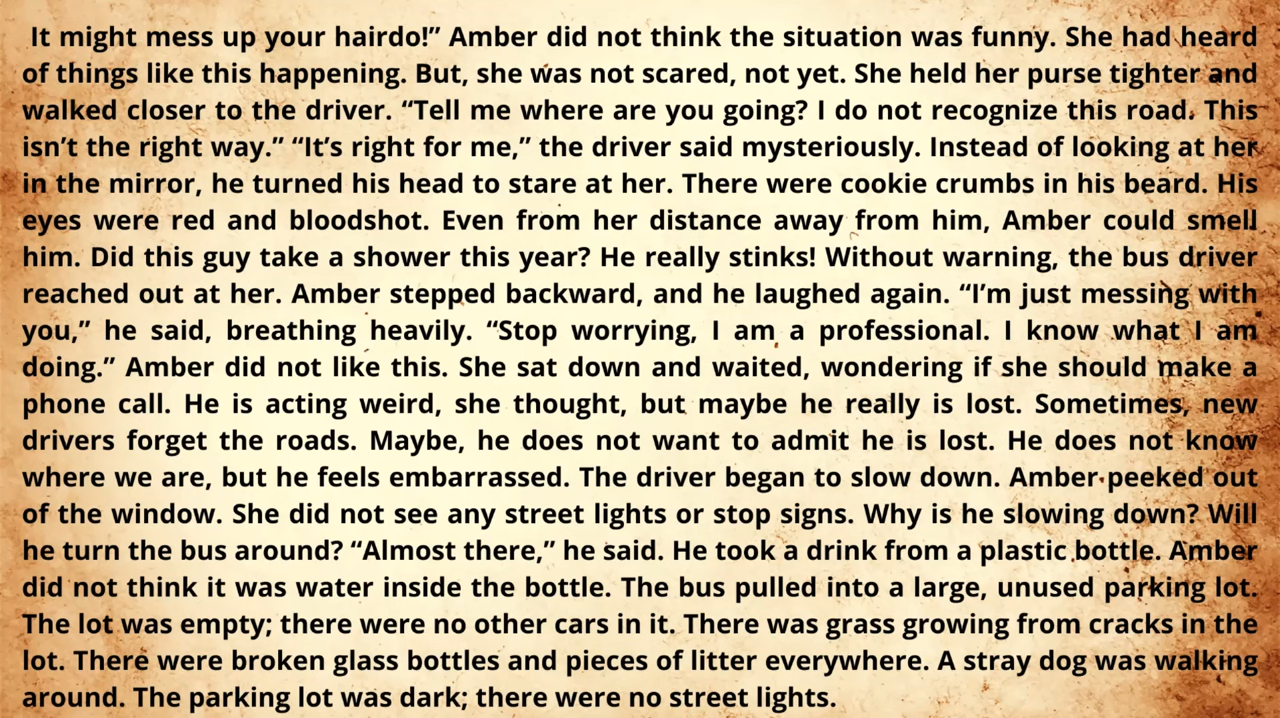 It might mess up your hairdo!” Amber did not think the situation was funny. She had heard
of things like this happening. But, she was not scared, not yet. She held her purse tighter and
walked closer to the driver. “Tell me where are you going? I do not recognize this road. This
isn’t the right way.” “It’s right for me,” the driver said mysteriously. Instead of looking at her
in the mirror, he turned his head to stare at her. There were cookie crumbs in his beard. His
eyes were red and bloodshot. Even from her distance away from him, Amber could smell
him. Did this guy take a shower this year? He really stinks! Without warning, the bus driver
reached out at her. Amber stepped backward, and he laughed again. “I’m just messing with
you,” he said, breathing heavily. “Stop worrying, I am a professional. I know what I am
doing.” Amber did not like this. She sat down and waited, wondering if she should make a
phone call. He is acting weird, she thought, but maybe he really is lost. Sometimes, new
drivers forget the roads. Maybe, he does not want to admit he is lost. He does not know
where we are, but he feels embarrassed. The driver began to slow down. Amber peeked out
of the window. She did not see any street lights or stop signs. Why is he slowing down? Will
he turn the bus around? “Almost there,” he said. He took a drink from a plastic bottle. Amber
did not think it was water inside the bottle. The bus pulled into a large, unused parking lot.
The lot was empty; there were no other cars in it. There was grass growing from cracks in the
lot. There were broken glass bottles and pieces of litter everywhere. A stray dog was walking
around. The parking lot was dark; there were no street lights.